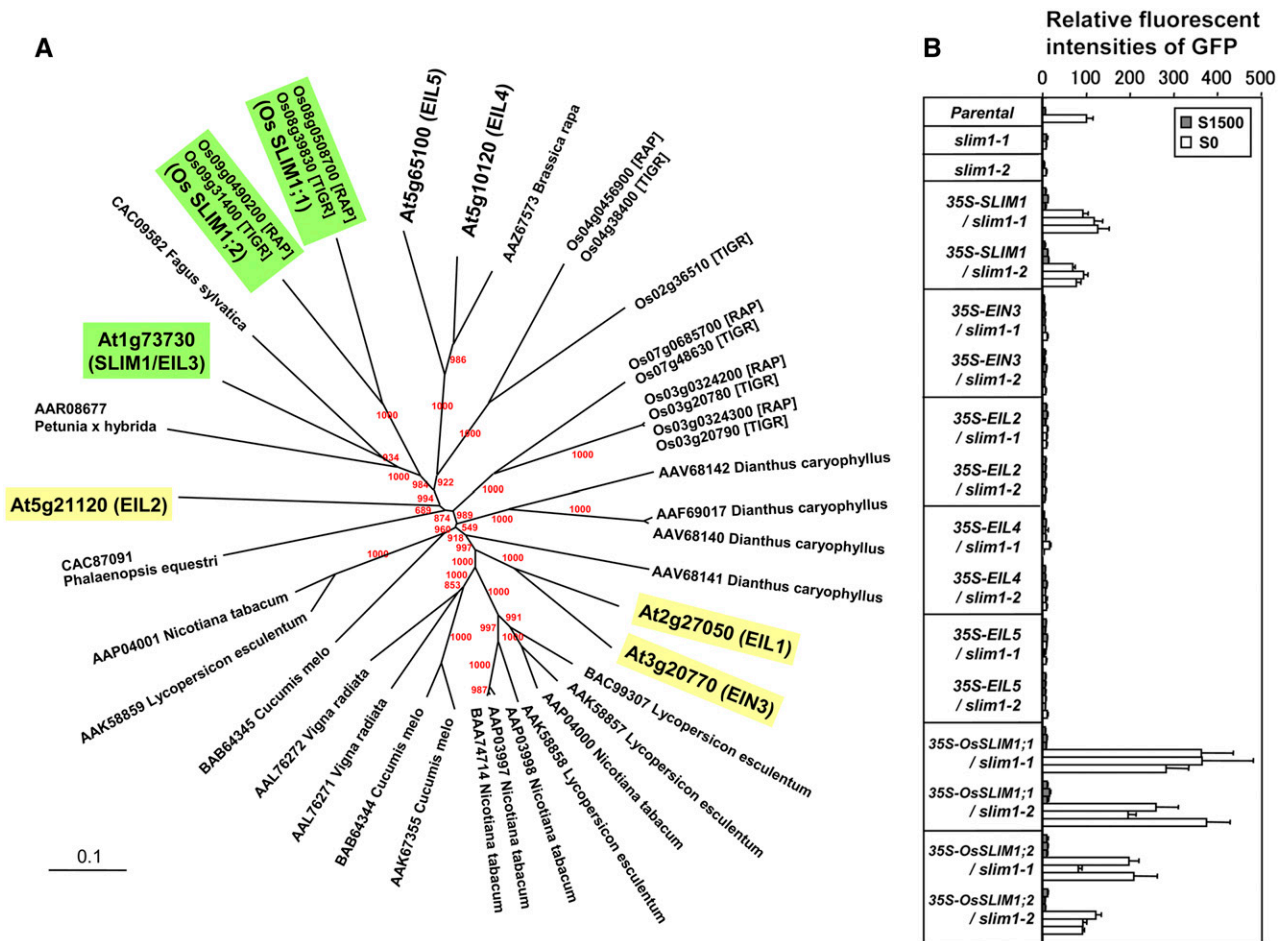 A
Os08g0508700 [RAP]
Os08g39830 [TIGR]
(Os SLIM1;1)
Os09g0490200 [RAP]
Os09g31400 [TIGR]
(Os SLIM1;2)
CAC09582 Fagus sylvatica
At1g73730
(SLIM1/EIL3)
AAR08677
Petunia x hybrida
At5g21120 (EIL2)
CAC87091
Phalaenopsis equestri
AAP04001 Nicotiana tabacum
AAK58859 Lycopersicon esculentum
BAB64345 Cucumis melo
AAL76272 Vigna radiata
AAL76271 Vigna radiata
BAB64344 Cucumis melo
AAK67355 Cucumis melo
BAA74714 Nicotiana tabacum
AAP03997 Nicotiana tabacum
AAP03998 Nicotiana tabacum
AAK58858 Lycopersicon esculentum
AAP04000 Nicotiana tabacum
AAK58857 Lycopersicon esculentum
BAC99307 Lycopersicon esculentum
At3g20770 (EIN3)
At2g27050 (EIL1)
AAV68141 Dianthus caryophyllus
AAV68140 Dianthus caryophyllus
AAF69017 Dianthus caryophyllus
AAV68142 Dianthus caryophyllus
Os03g0324300 [RAP]
Os03g20790 [TIGR]
Os03g0324200 [RAP]
Os03g20780 [TIGR]
Os07g0685700 [RAP]
Os07g48630 [TIGR]
Os02g36510 [TIGR]
Os04g0456900 [RAP]
Os04g38400 [TIGR]
AAZ67573 Brassica rapa
At5g10120 (EIL4)
At5g65100 (EIL5)
986
1000
1000
1000
934
1000
984
922
994
689
874
989
960
549
918
997
1000
1000
1000
1000
1000
1000
1000
853
1000
1000
991
997
1000
1000
987
0.1
B
Relative fluorescent
intensities of GFP
0 100 200 300 400 500
S1500
S0
Parental
slim1-1
slim1-2
35S-SLIM1
/ slim1-1
35S-SLIM1
/ slim1-2
35S-EIN3
/ slim1-1
35S-EIN3
/ slim1-2
35S-EIL2
/ slim1-1
35S-EIL2
/ slim1-2
35S-EIL4
/ slim1-1
35S-EIL4
/ slim1-2
35S-EIL5
/ slim1-1
35S-EIL5
/ slim1-2
35S-OsSLIM1;1
/ slim1-1
35S-OsSLIM1;1
/ slim1-2
35S-OsSLIM1;2
/ slim1-1
35S-OsSLIM1;2
/ slim1-2